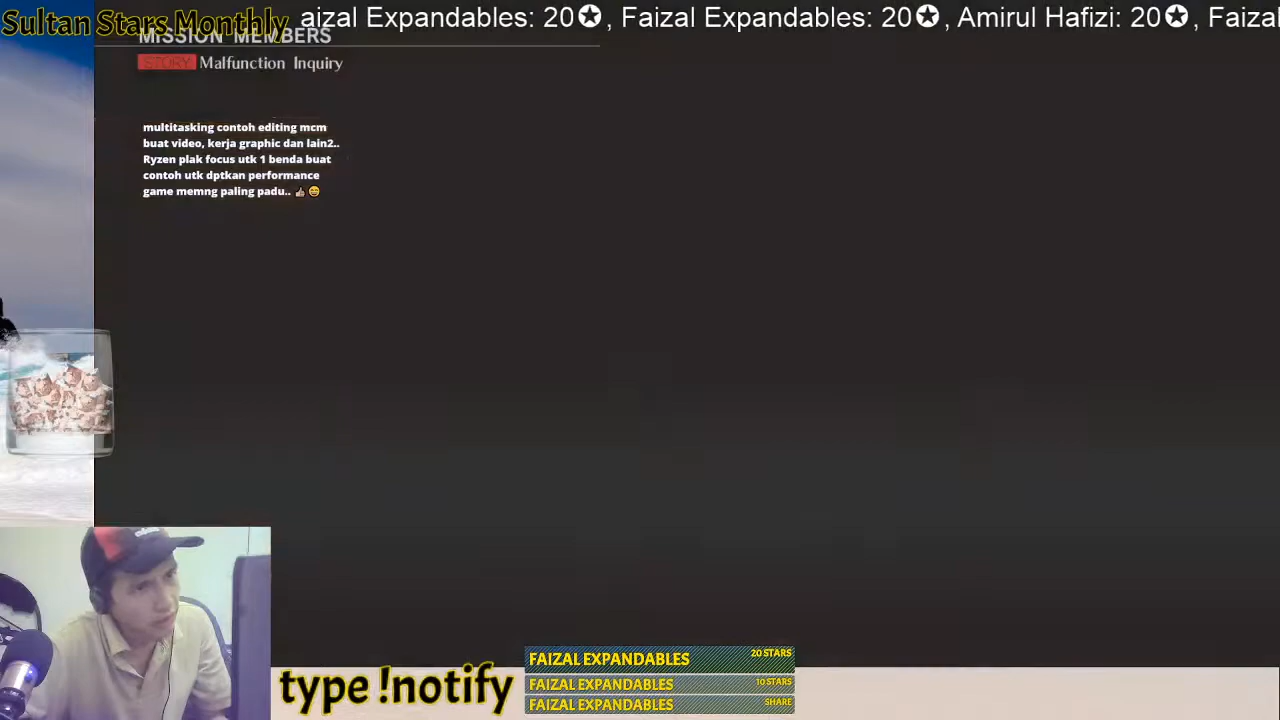 Sultan Stars Monthly
aizal Expandables: 20✪, Faizal Expandables: 20✪, Amirul Hafizi: 20✪, Faizal
MISSION MEMBERS
STORY Malfunction Inquiry
multitasking contoh editing mcm
buat video, kerja graphic dan lain2..
Ryzen plak focus utk 1 benda buat
contoh utk dptkan performance
game memng paling padu.. 👍😄
type !notify
FAIZAL EXPANDABLES 20 STARS
FAIZAL EXPANDABLES 10 STARS
FAIZAL EXPANDABLES SHARE